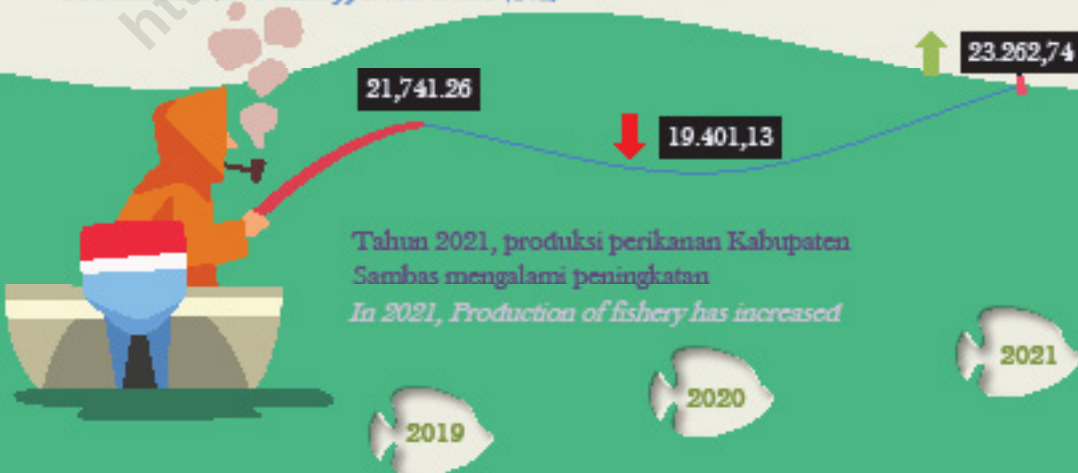 23.262,74
21,741.26
19.401,13
Tahun 2021, produksi perikanan Kabupaten
Sambas mengalami peningkatan
In 2021, Production of fishery has increased
2021
2020
2019